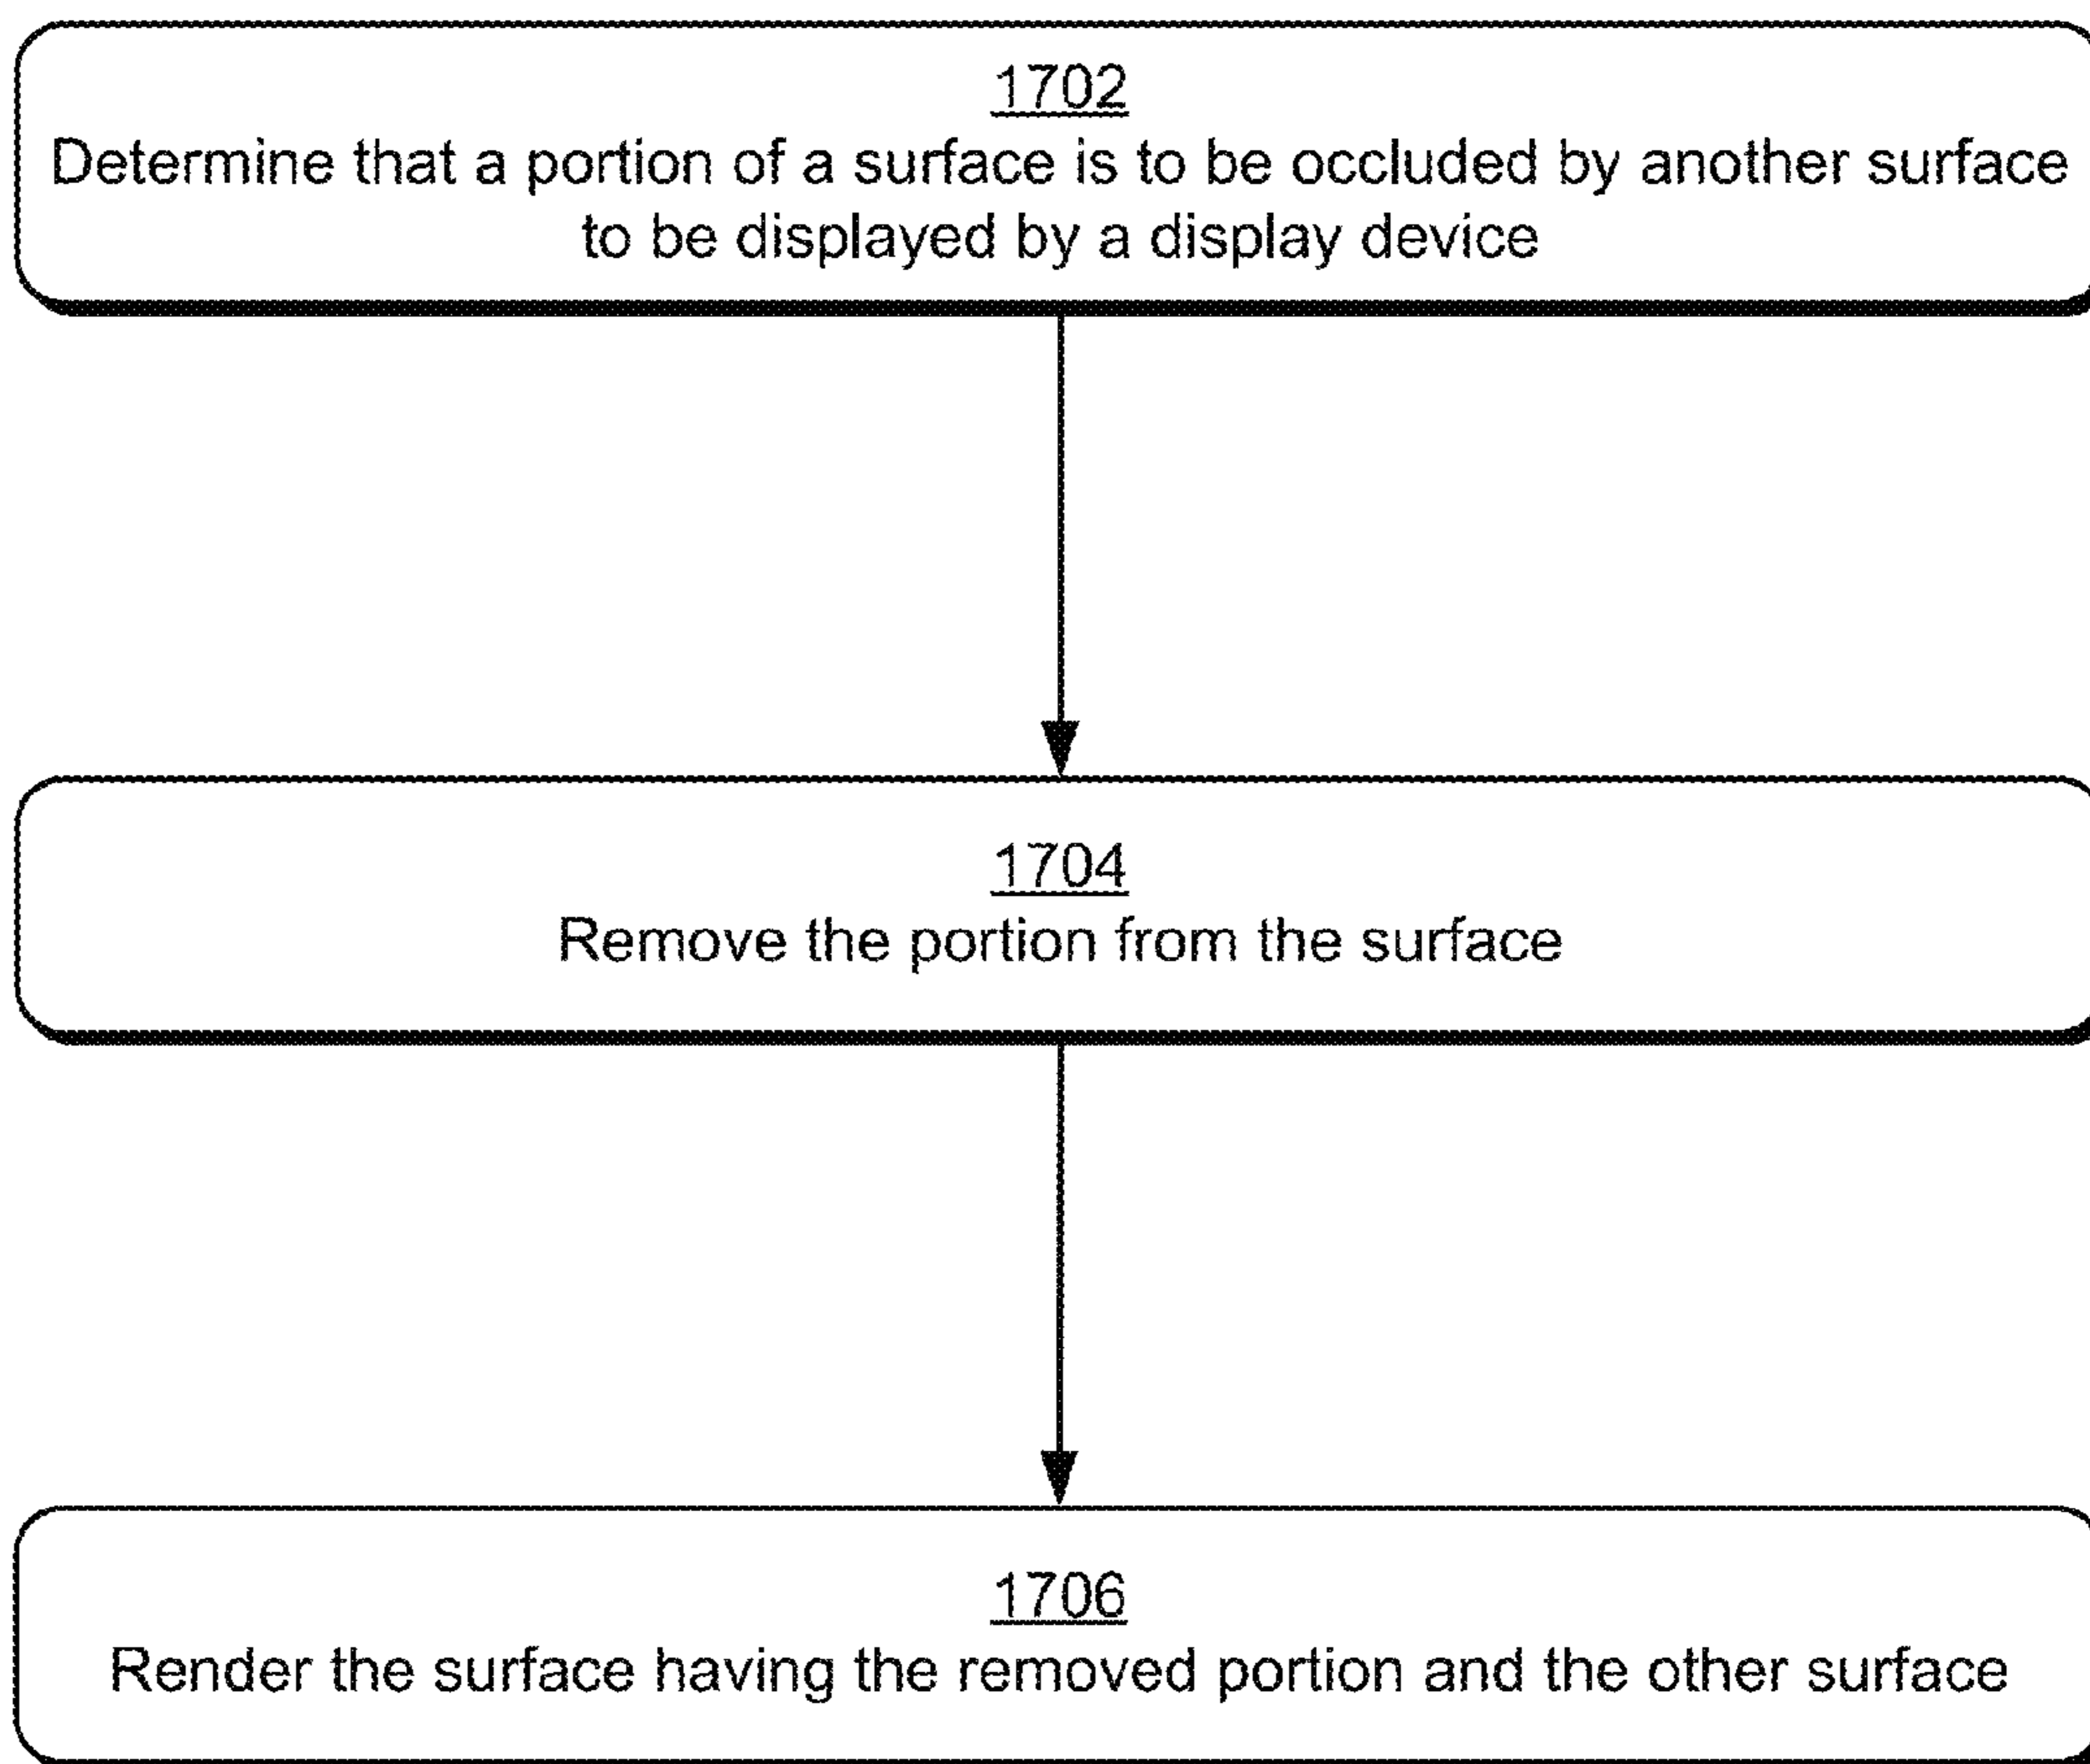 1702
Determine that a portion of a surface is to be occluded by another surface
to be displayed by a display device
1704
Remove the portion from the surface
1706
Render the surface having the removed portion and the other surface